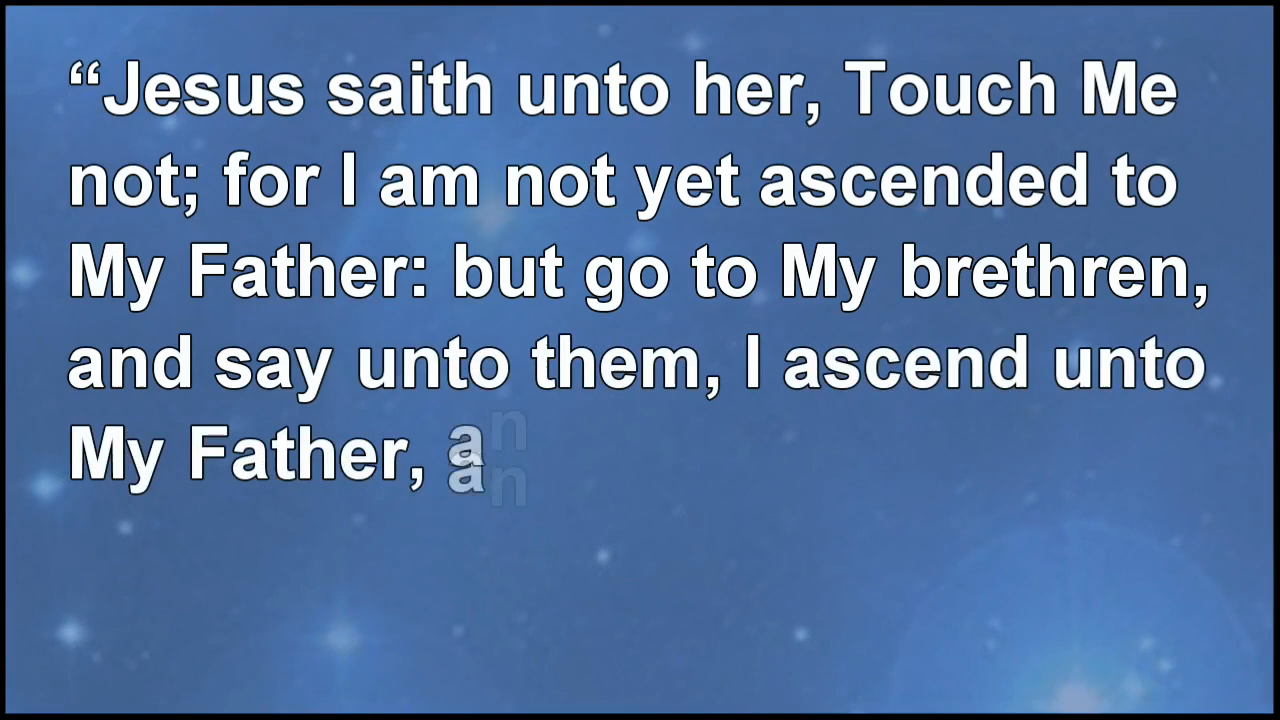 “Jesus saith unto her, Touch Me
not; for I am not yet ascended to
My Father: but go to My brethren,
and say unto them, I ascend unto
My Father, an